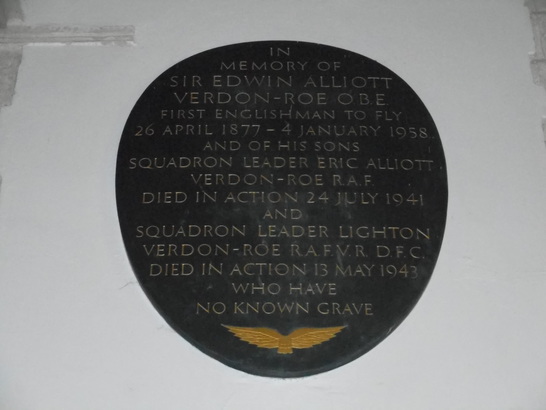 IN
MEMORY OF
SIR EDWIN ALLIOTT
VERDON-ROE O.B.E.
FIRST ENGLISHMAN TO FLY
26 APRIL 1877 - 4 JANUARY 1958
AND OF HIS SONS
SQUADRON LEADER ERIC ALLIOTT
VERDON-ROE R.A.F.
DIED IN ACTION 24 JULY 1941
AND
SQUADRON LEADER LIGHTON
VERDON-ROE R.A.F.V.R. D.F.C.
DIED IN ACTION 13 MAY 1943
WHO HAVE
NO KNOWN GRAVE